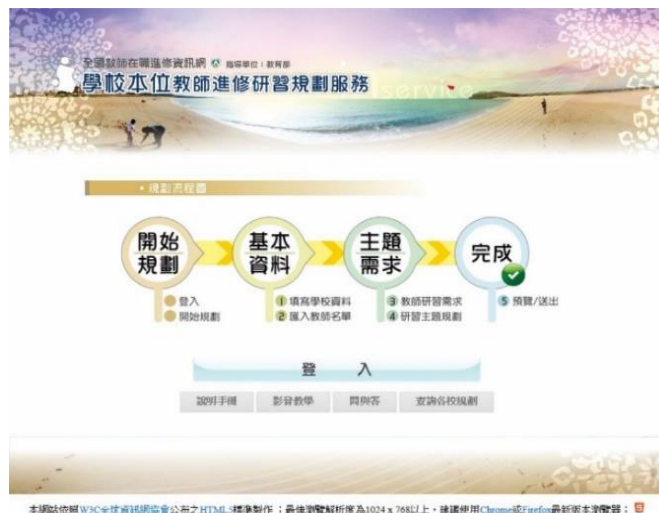 全國教師在職進修資訊網 指導單位：教育部
學校本位教師進修研習規劃服務
service
• 規劃流程圖
開始規劃
基本資料
主題需求
完成
登入
開始規劃
1 填寫學校資料
2 匯入教師名單
3 教師研習需求
4 研習主題規劃
5 預覽/送出
登 入
說明手冊 影音教學 問與答 查詢各校規劃
本網站依照W3C全球資訊網協會公布之HTML5標準製作；最佳瀏覽解析度為1024 x 768以上，建議使用Chrome或Firefox最新版本瀏覽器；